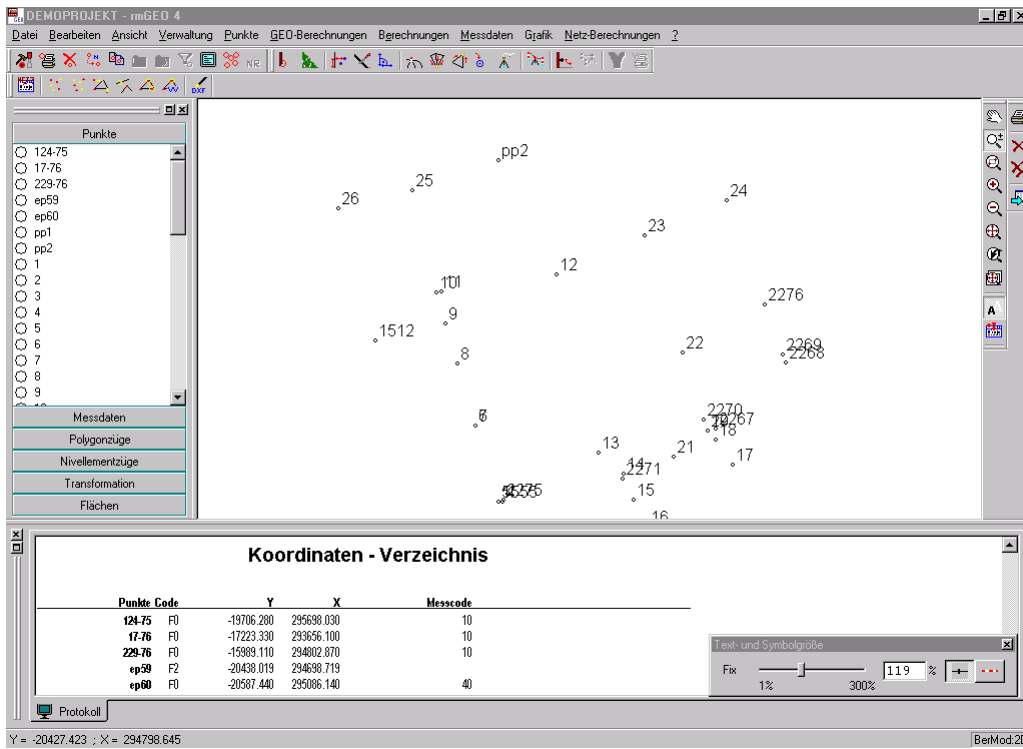 DEMOPROJEKT - rmGEO 4
Datei Bearbeiten Ansicht Verwaltung Punkte GEO-Berechnungen Berechnungen Messdaten Grafik Netz-Berechnungen ?
NR
DXF
Punkte
124-75
17-76
229-76
ep59
ep60
pp1
pp2
1
2
3
4
5
6
7
8
9
Messdaten
Polygonzüge
Nivellementzüge
Transformation
Flächen
pp2
25
26
24
23
12
2276
9
1512
22
2269
2268
8
2270
2267
18
13
21
17
14
2271
15
16
A
Koordinaten - Verzeichnis
Punkte Code Y X Messcode
124-75 F0 -19706.280 295698.030 10
17-76 F0 -17223.330 293656.100 10
229-76 F0 -15989.110 294802.870 10
ep59 F2 -20438.019 294698.719
ep60 F0 -20587.440 295086.140 40
Text- und Symbolgröße
Fix 119 %
1% 300%
Protokoll
Y = -20427.423 ; X = 294798.645
BerMod:2D